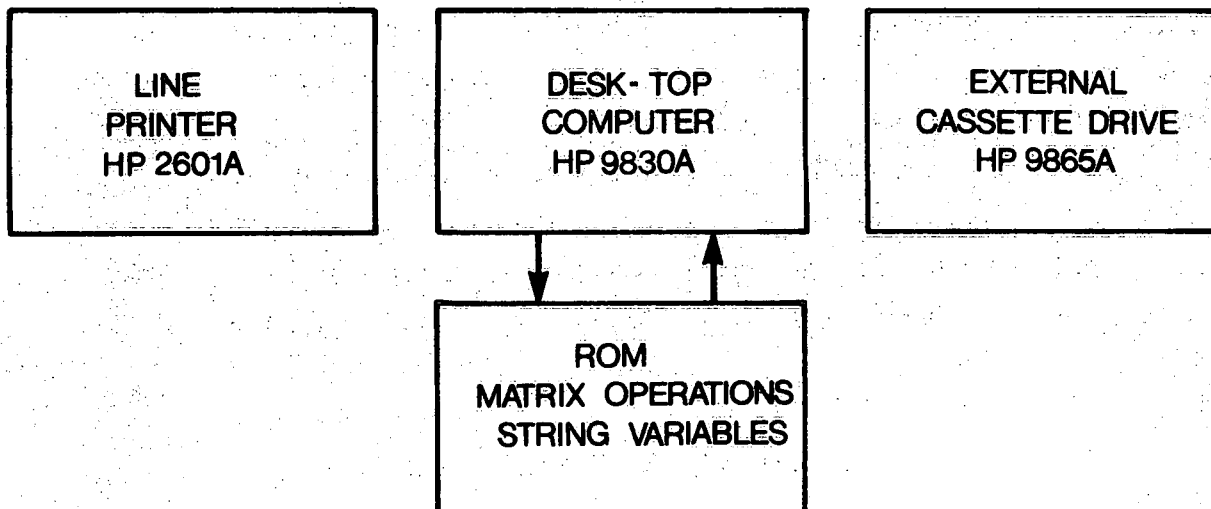 LINE
PRINTER
HP 2601A
DESK-TOP
COMPUTER
HP 9830A
EXTERNAL
CASSETTE DRIVE
HP 9865A
ROM
MATRIX OPERATIONS
STRING VARIABLES